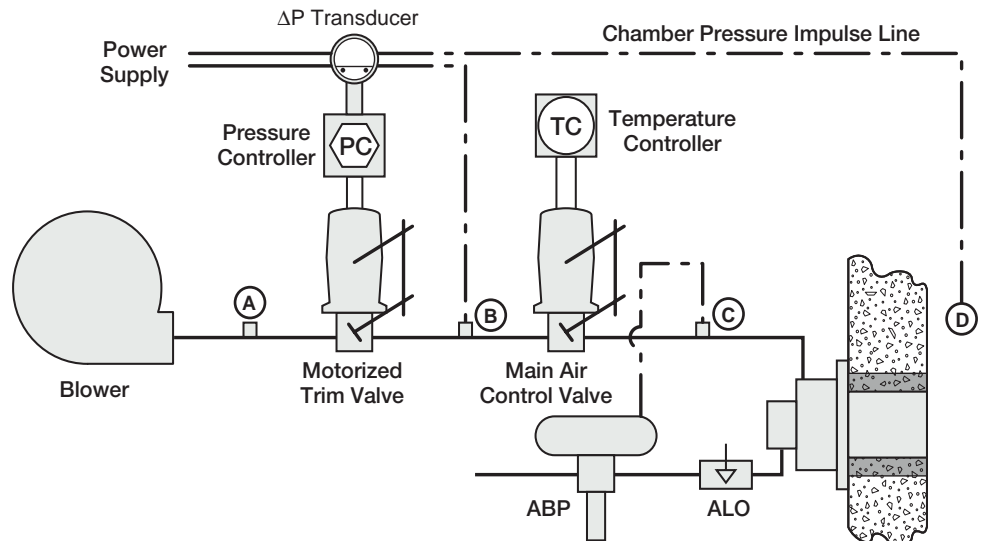 ΔP Transducer
Chamber Pressure Impulse Line
Power
Supply
Pressure
Controller
PC
TC
Temperature
Controller
A
B
C
D
Blower
Motorized
Trim Valve
Main Air
Control Valve
ABP
ALO